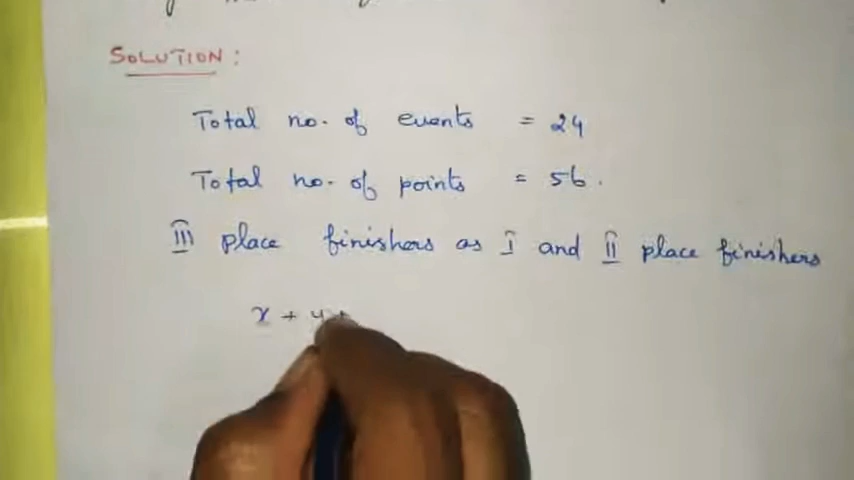 SOLUTION:
Total no. of events = 24
Total no. of points = 56.
III place finishers as I and II place finishers
x + y +